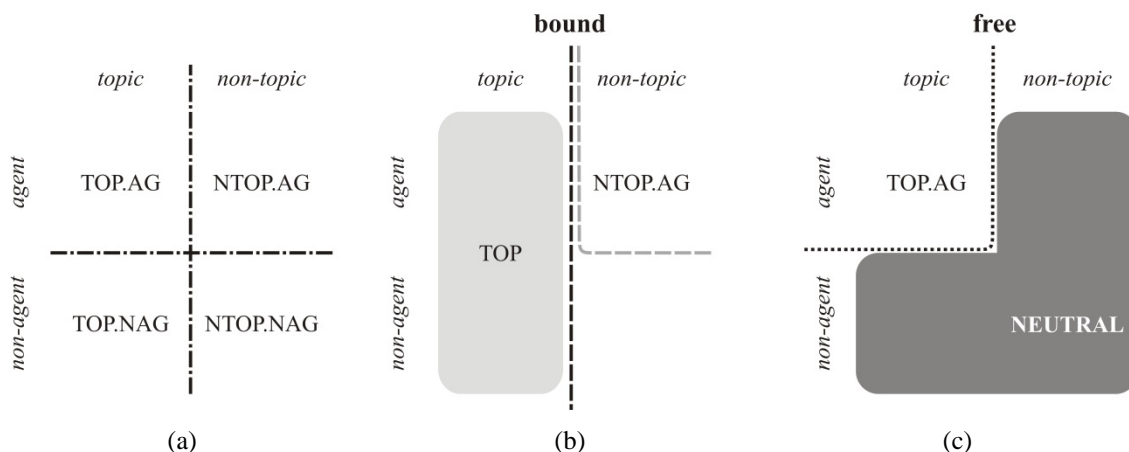 bound
free
topic
non-topic
topic
non-topic
topic
non-topic
agent
TOP.AG
NTOP.AG
agent
NTOP.AG
agent
TOP.AG
TOP
non-agent
TOP.NAG
NTOP.NAG
non-agent
non-agent
NEUTRAL
(a)
(b)
(c)